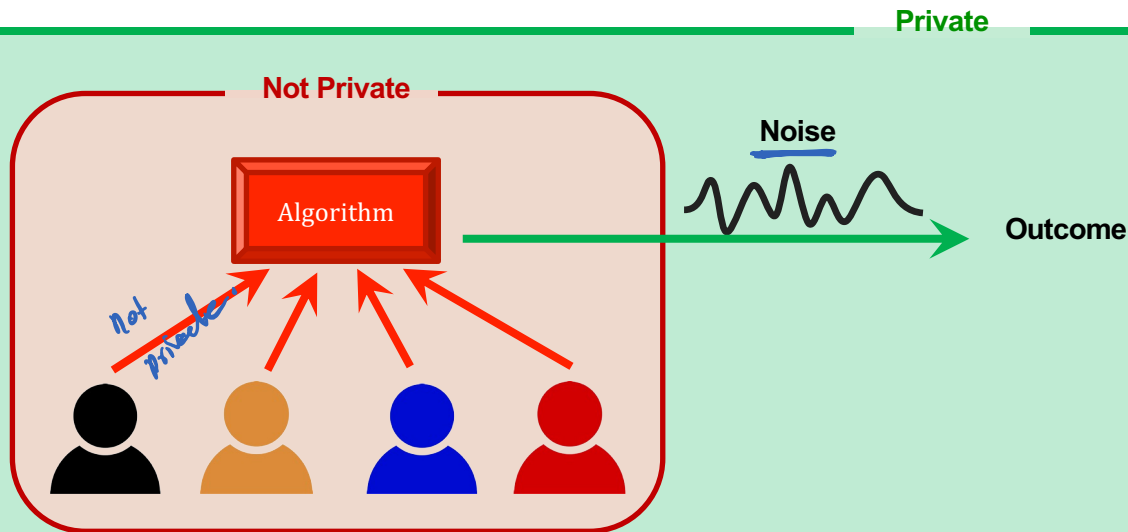 Private
Not Private
Noise
Algorithm
Outcome
not
private